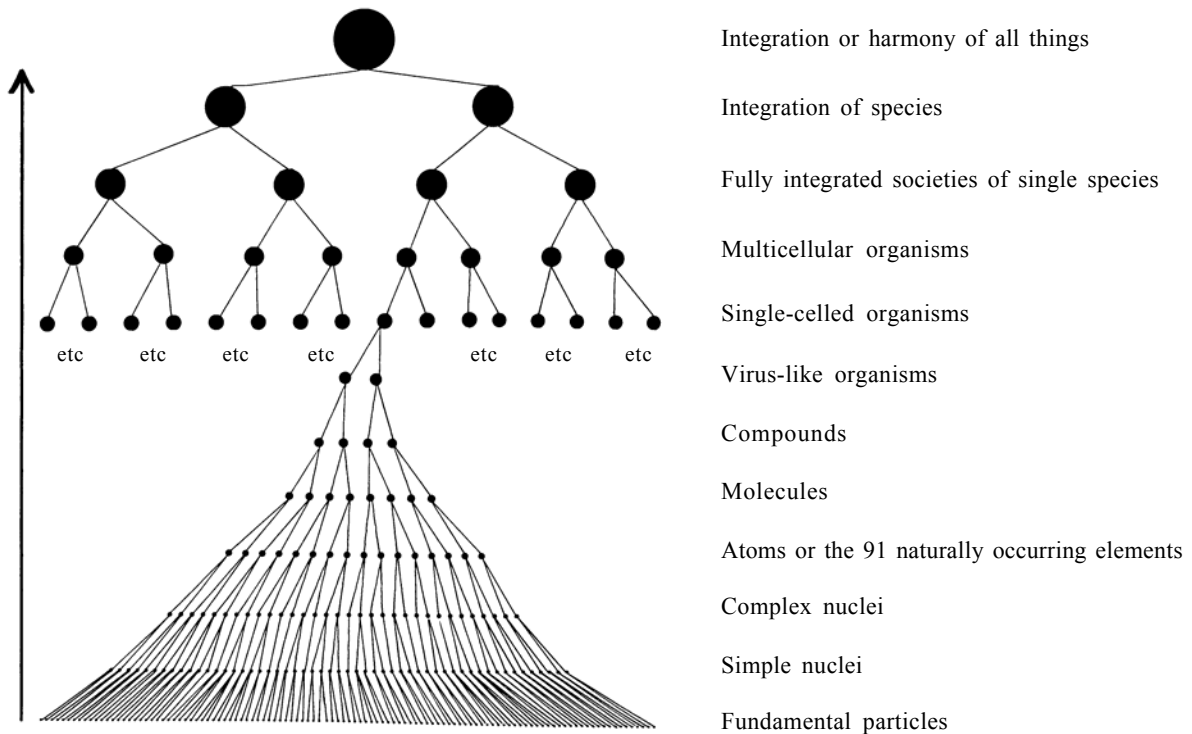 Integration or harmony of all things
Integration of species
Fully integrated societies of single species
Multicellular organisms
Single-celled organisms
etc etc etc etc etc etc etc
Virus-like organisms
Compounds
Molecules
Atoms or the 91 naturally occurring elements
Complex nuclei
Simple nuclei
Fundamental particles